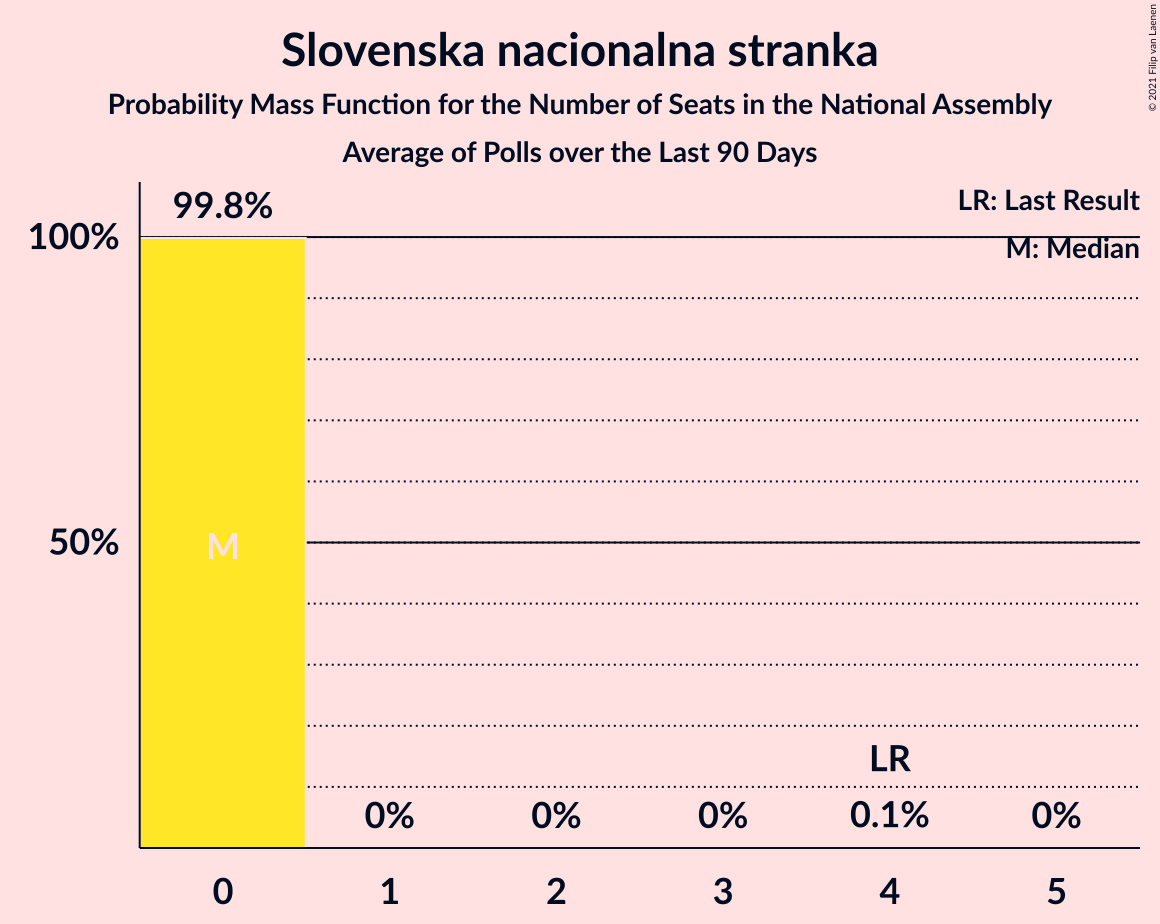 Slovenska nacionalna stranka
Probability Mass Function for the Number of Seats in the National Assembly
Average of Polls over the Last 90 Days
© 2021 Filip van Laenen
LR: Last Result
M: Median
99.8%
100%
50%
M
LR
0% 0% 0% 0.1% 0%
0 1 2 3 4 5